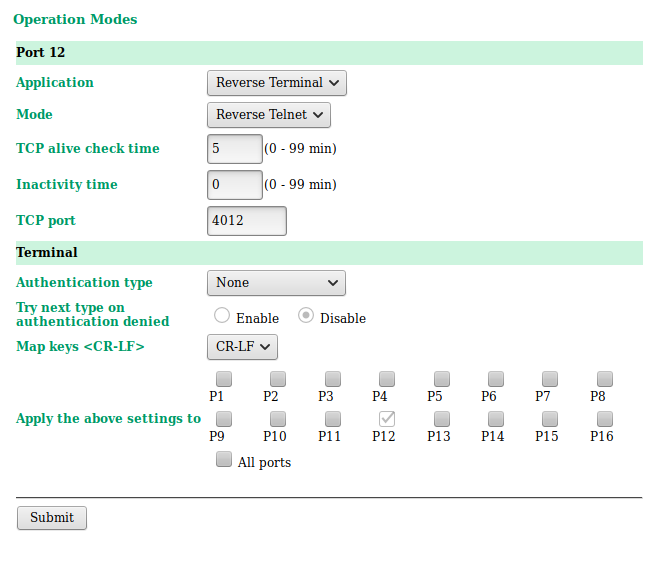 Operation Modes
Port 12
Application Reverse Terminal
Mode Reverse Telnet
TCP alive check time 5 (0 - 99 min)
Inactivity time 0 (0 - 99 min)
TCP port 4012
Terminal
Authentication type None
Try next type on
authentication denied Enable Disable
Map keys <CR-LF> CR-LF
P1 P2 P3 P4 P5 P6 P7 P8
Apply the above settings to
P9 P10 P11 P12 P13 P14 P15 P16
All ports
Submit